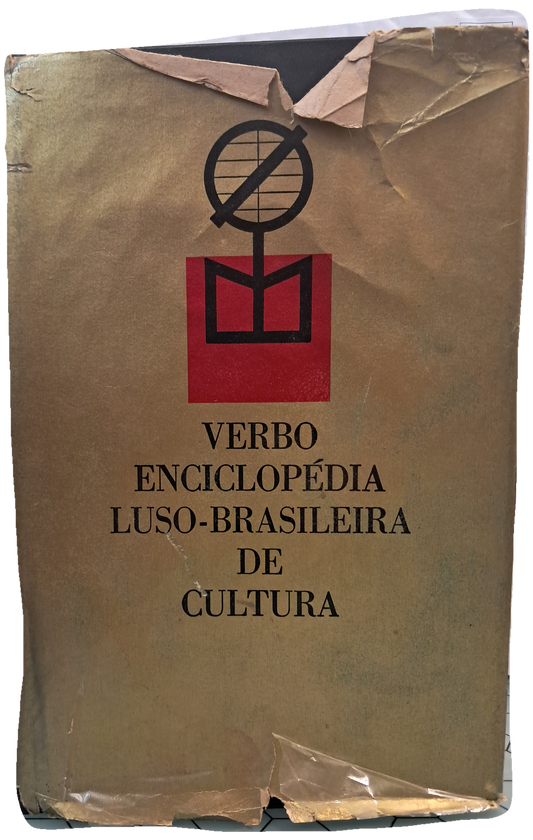 VERBO
ENCICLOPÉDIA
LUSO-BRASILEIRA
DE
CULTURA